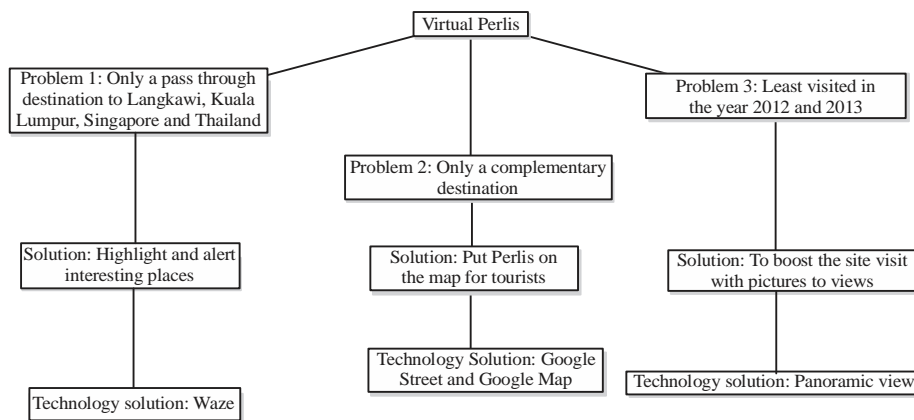 Virtual Perlis
Problem 1: Only a pass through
destination to Langkawi, Kuala
Lumpur, Singapore and Thailand
Problem 3: Least visited in
the year 2012 and 2013
Problem 2: Only a complementary
destination
Solution: Highlight and alert
interesting places
Solution: Put Perlis on
the map for tourists
Solution: To boost the site visit
with pictures to views
Technology Solution: Google
Street and Google Map
Technology solution: Waze
Technology solution: Panoramic view